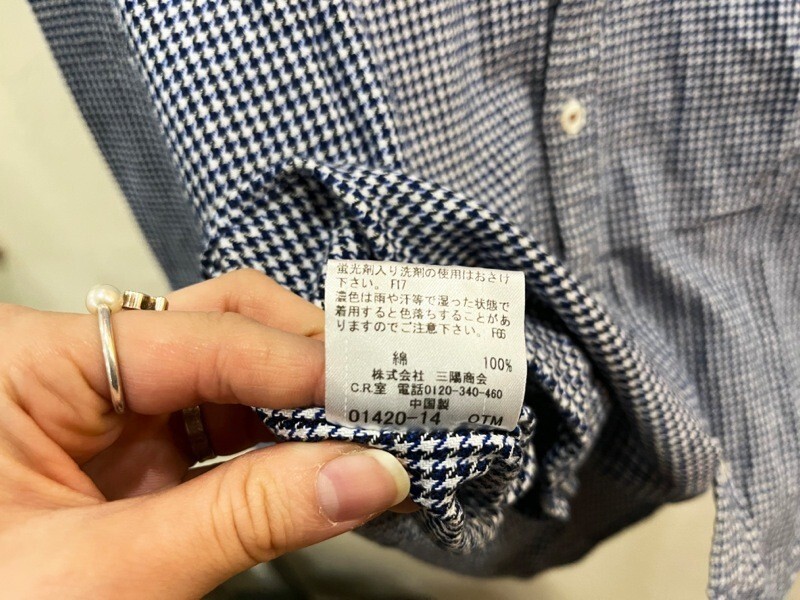 蛍光剤入り洗剤の使用はおさけ
下さい。 F17
濃色は雨や汗等で湿った状態で
着用すると色落ちすることがあ
りますのでご注意下さい。 F66
綿 100%
株式会社 三陽商会
C.R.室 電話0120-340-460
中国製
01420-14 OTM